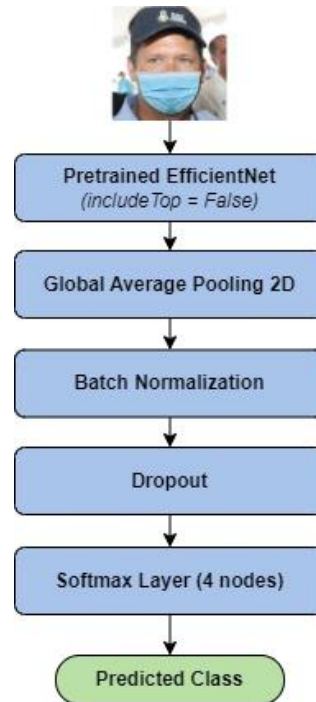 Pretrained EfficientNet
(includeTop = False)
Global Average Pooling 2D
Batch Normalization
Dropout
Softmax Layer (4 nodes)
Predicted Class